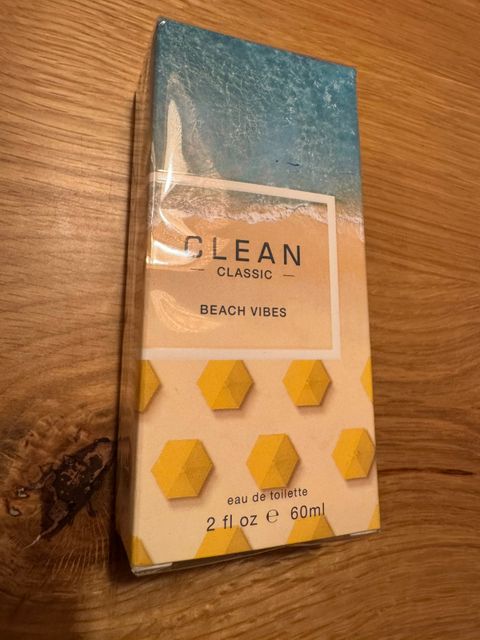 CLEAN
— CLASSIC —
BEACH VIBES
eau de toilette
2 fl oz ℮ 60ml